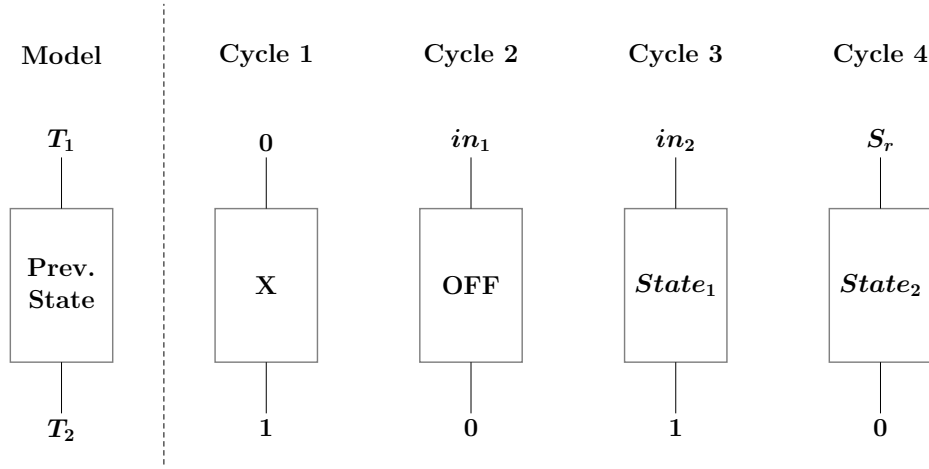 Model Cycle 1 Cycle 2 Cycle 3 Cycle 4
T₁ 0 in₁ in₂ Sᵣ
Prev.
State
X OFF State₁ State₂
T₂ 1 0 1 0